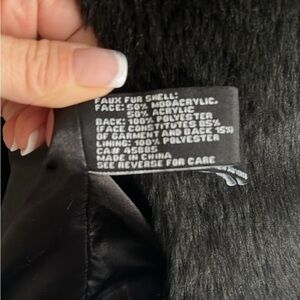 FAUX FUR SHELL:
FACE: 50% MODACRYLIC,
50% ACRYLIC
BACK: 100% POLYESTER
(FACE CONSTITUTES 85%
OF GARMENT AND BACK 15%)
LINING: 100% POLYESTER
CA# 45885
MADE IN CHINA
SEE REVERSE FOR CARE